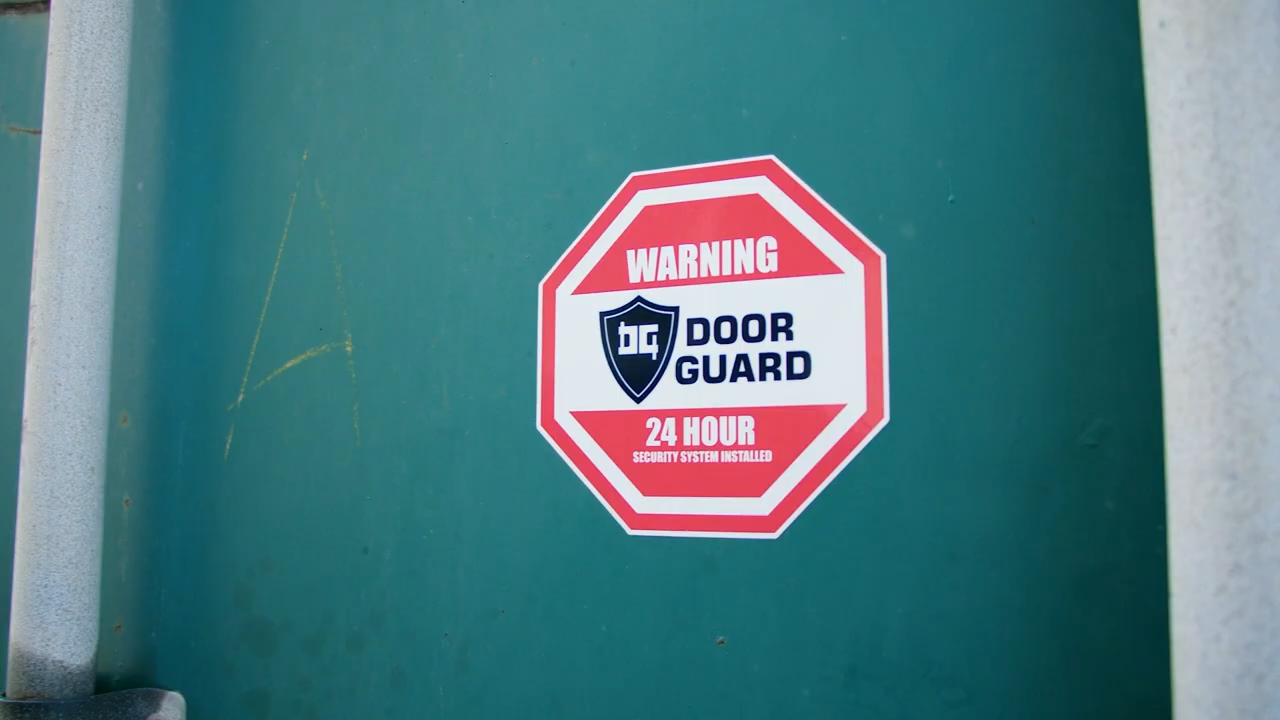 A
WARNING
DG
DOOR
GUARD
24 HOUR
SECURITY SYSTEM INSTALLED